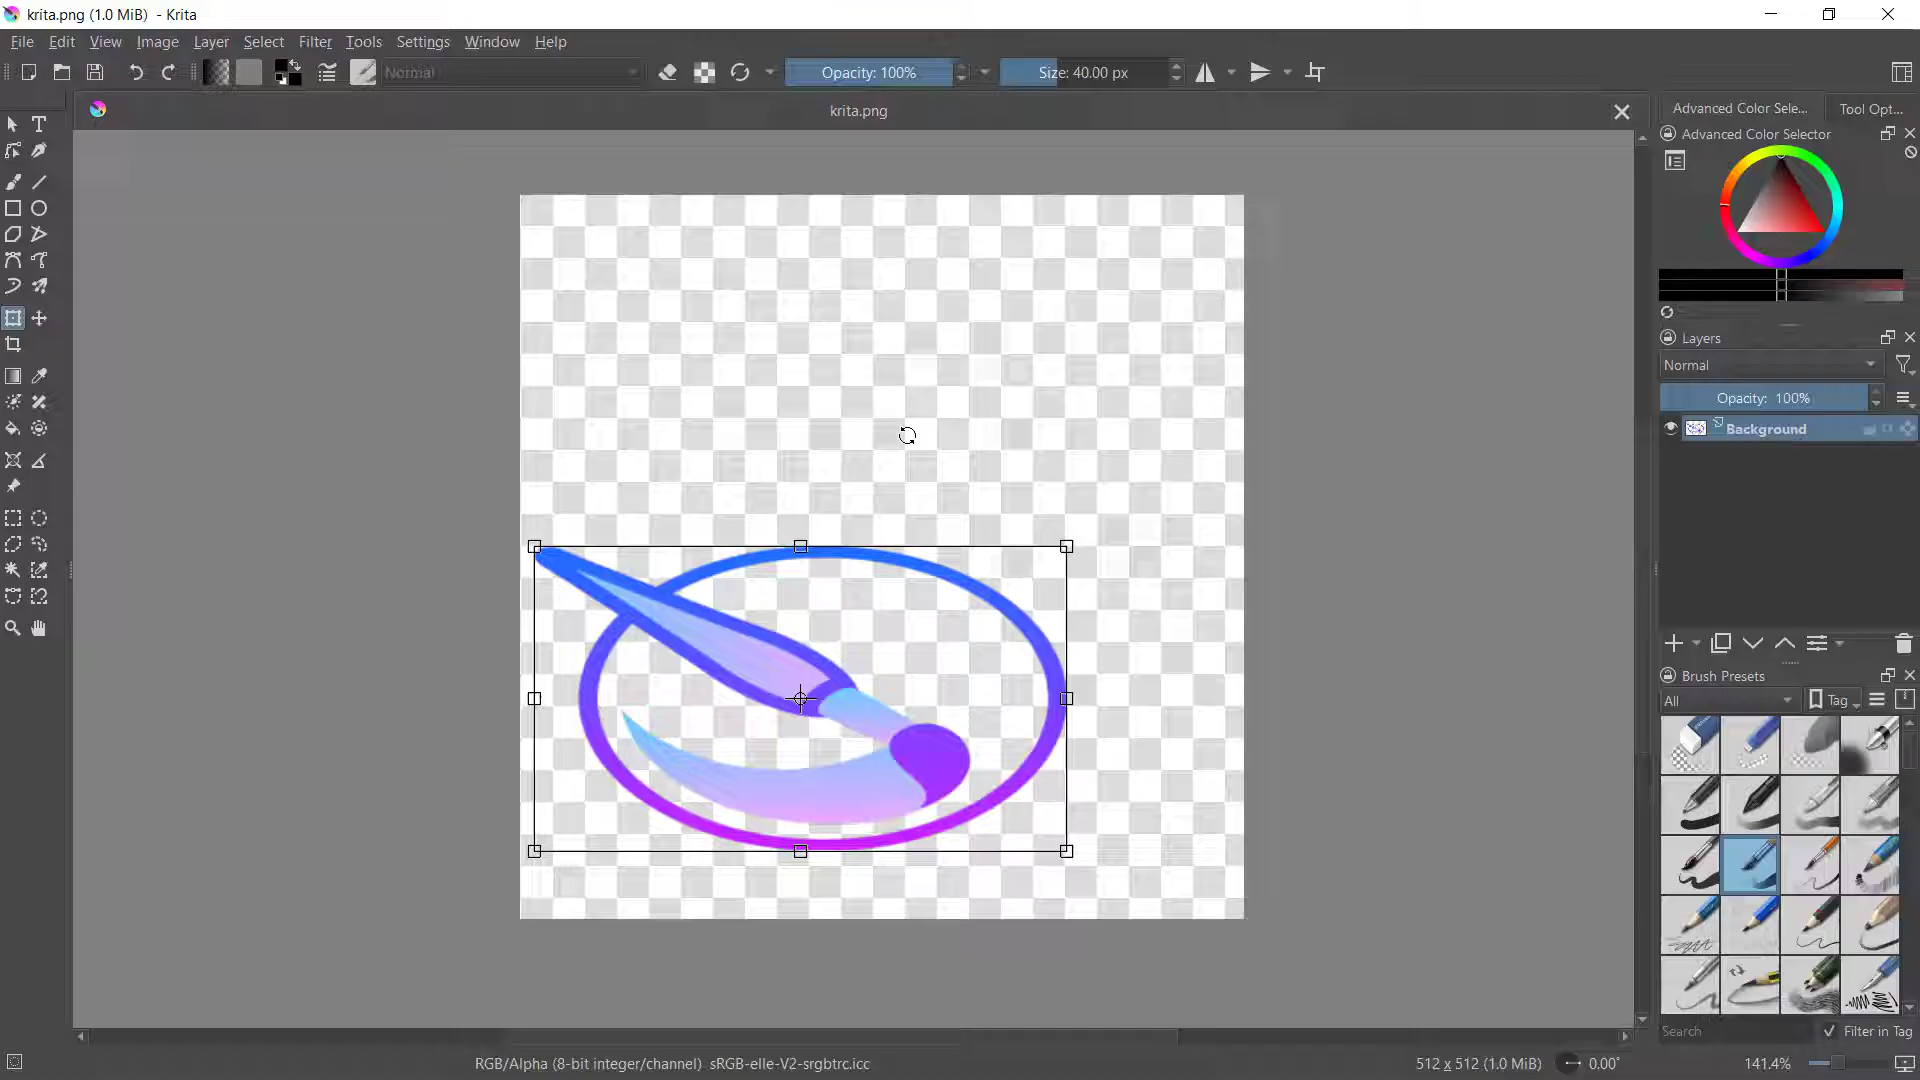 krita.png (1.0 MiB) - Krita
File Edit View Image Layer Select Filter Tools Settings Window Help
Normal
Opacity: 100%
Size: 40.00 px
krita.png
Advanced Color Sele...
Tool Opt...
Advanced Color Selector
Layers
Normal
Opacity: 100%
Background
Brush Presets
All
Tag
Search
Filter in Tag
RGB/Alpha (8-bit integer/channel) sRGB-elle-V2-srgbtrc.icc
512 x 512 (1.0 MiB)
0.00°
141.4%